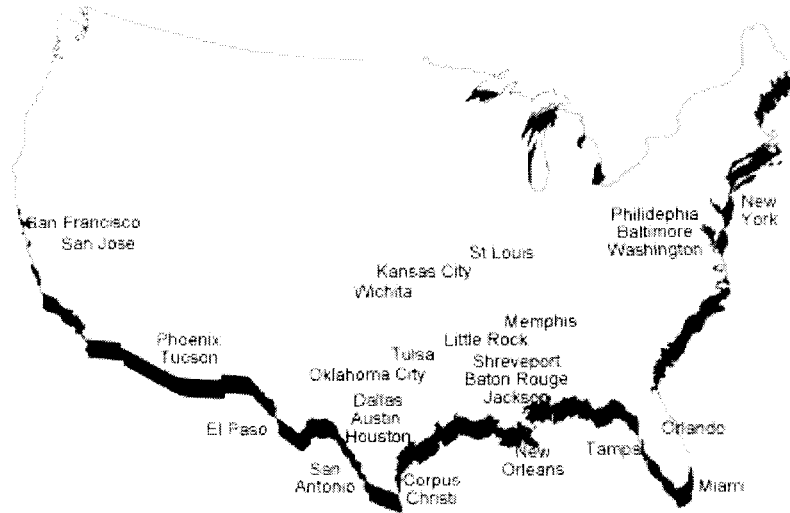 San Francisco
San Jose
Philidephia
Baltimore
Washington
New
York
St Louis
Kansas City
Wichita
Memphis
Little Rock
Phoenix
Tucson
Tulsa
Oklahoma City
Shreveport
Baton Rouge
Jackson
Dallas
Austin
Houston
El Paso
San
Antonio
Corpus
Christi
New
Orleans
Tampa
Orlando
Miami